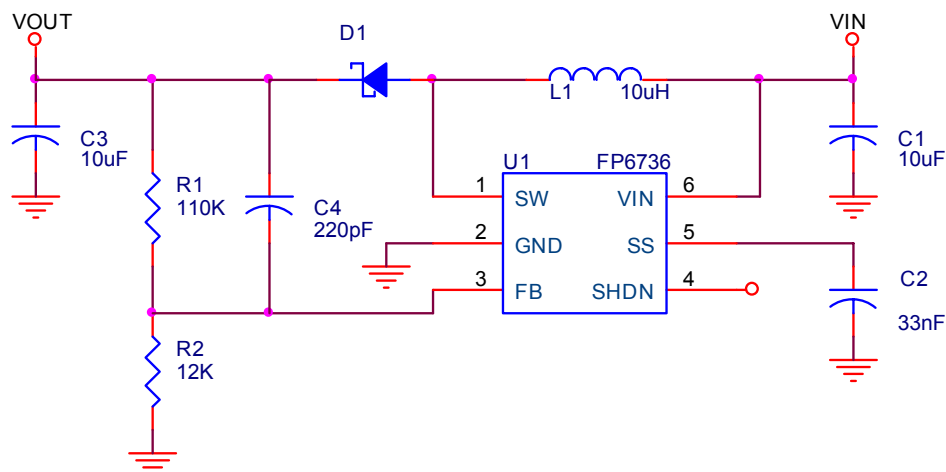 VOUT
D1
VIN
L1
10uH
C3
10uF
C1
10uF
U1
FP6736
R1
110K
C4
220pF
1
SW
VIN
6
2
GND
SS
5
3
FB
SHDN
4
C2
33nF
R2
12K